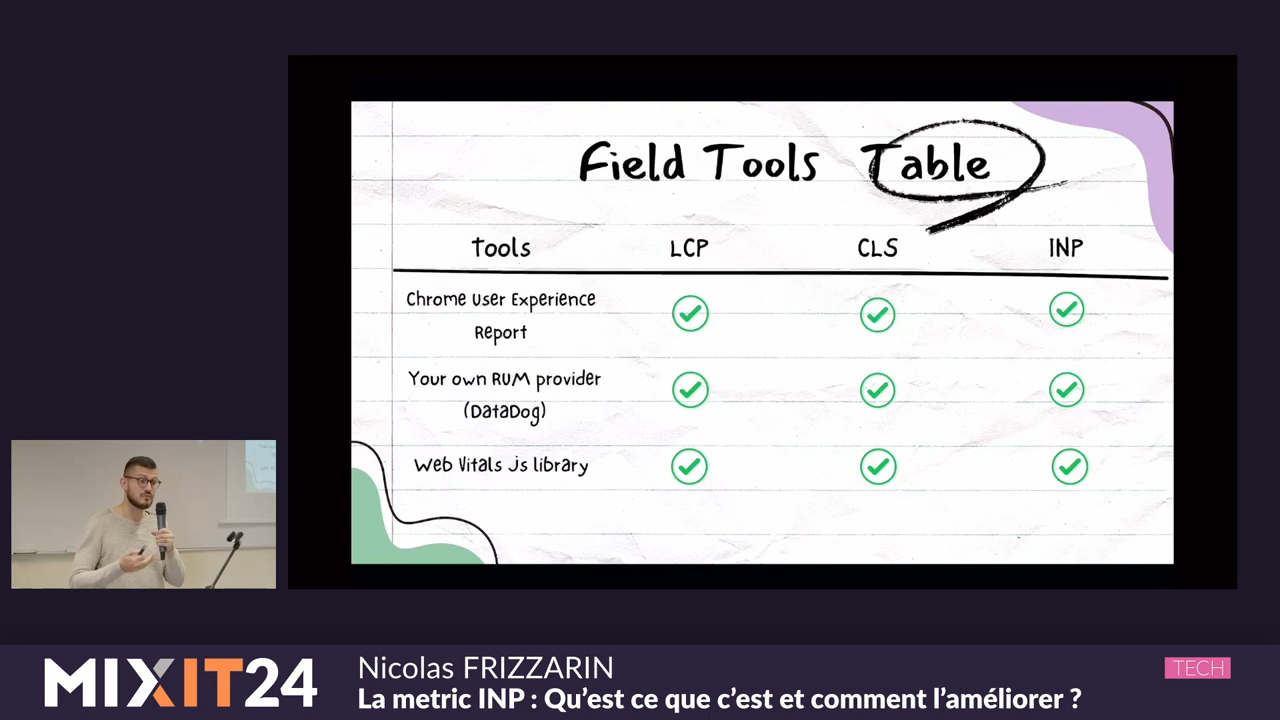 Field Tools Table
Tools LCP CLS INP
Chrome User Experience
Report
Your own RUM provider
(DataDog)
Web Vitals Js library
MIXIT24
Nicolas FRIZZARIN
La metric INP : Qu’est ce que c’est et comment l’améliorer ?
TECH